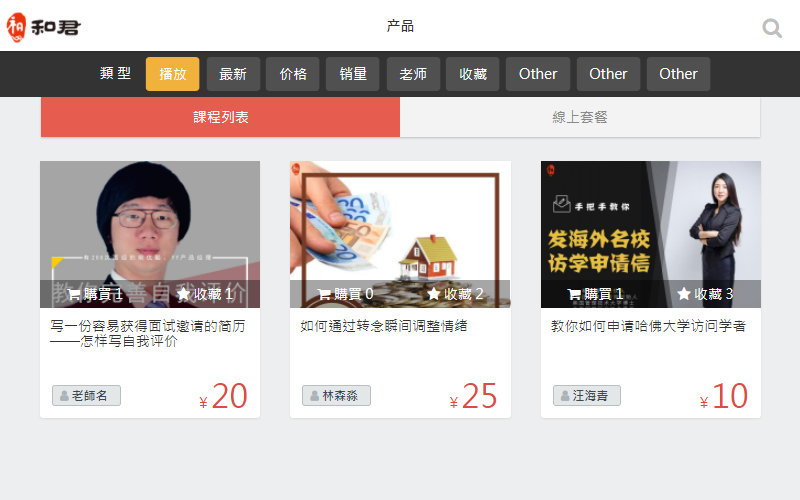 和君
产品
類型 播放 最新 价格 销量 老师 收藏 Other Other Other
課程列表 線上套餐
教你完善自我评价
購買 1 收藏 1
写一份容易获得面试邀请的简历
——怎样写自我评价
老師名 ¥20
購買 0 收藏 2
如何通过转念瞬间调整情绪
林森淼 ¥25
手把手教你
发海外名校
访学申请信
購買 1 收藏 3
教你如何申请哈佛大学访问学者
汪海青 ¥10